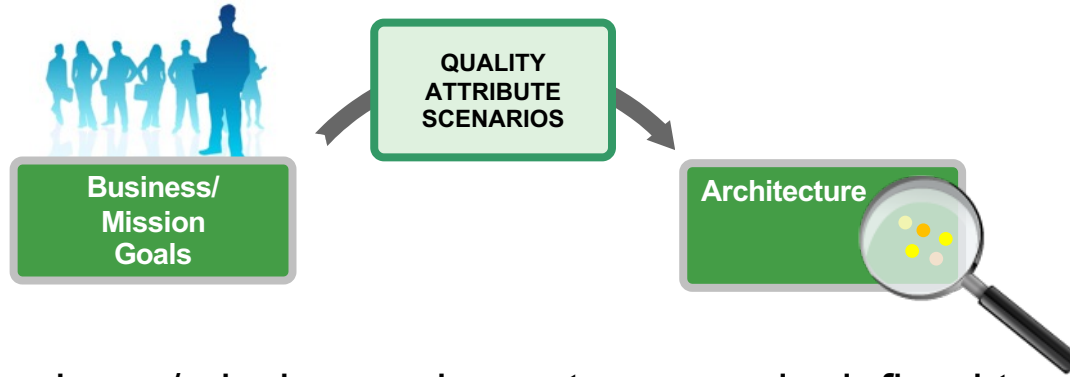 QUALITY
ATTRIBUTE
SCENARIOS
Business/
Mission
Goals
Architecture